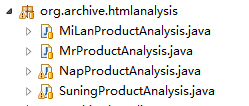 org.archive.htmlanalysis
MiLanProductAnalysis.java
MrProductAnalysis.java
NapProductAnalysis.java
SuningProductAnalysis.java